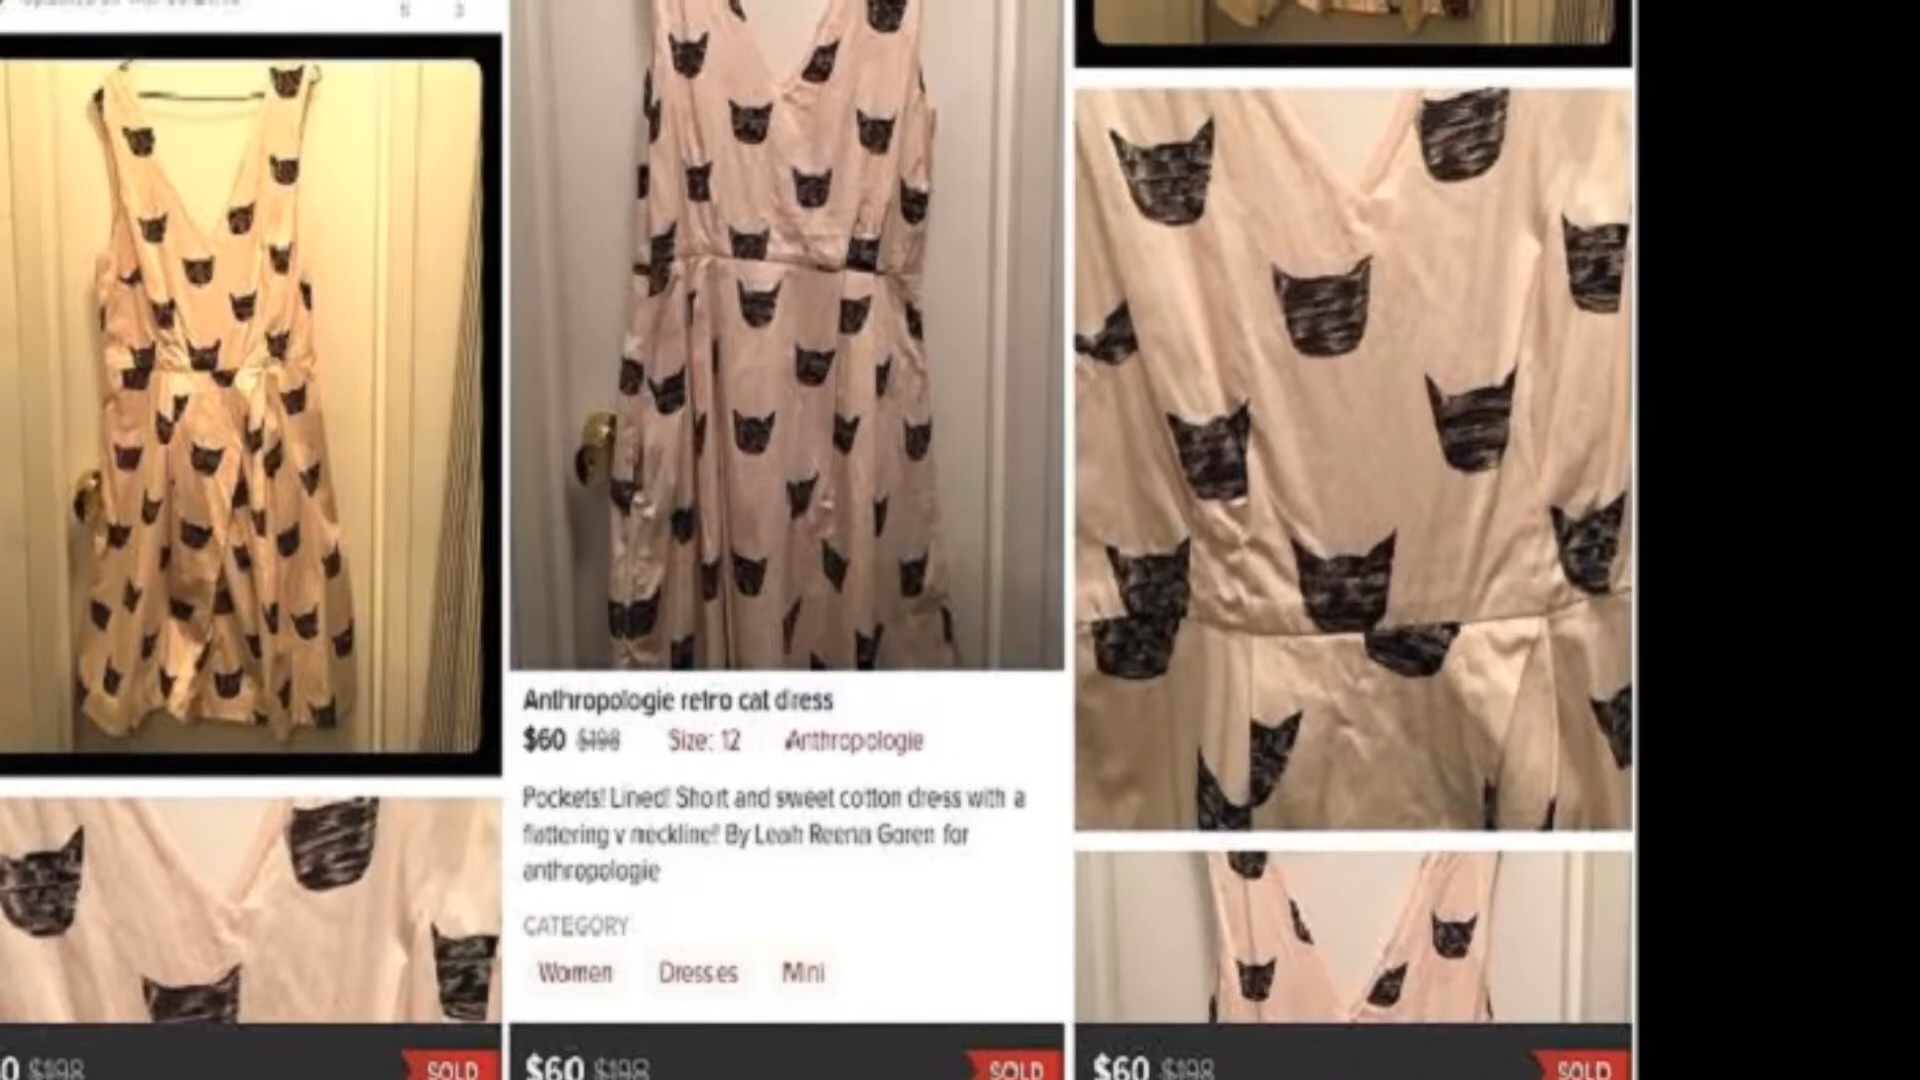 Anthropologie retro cat dress
$60 $198 Size: 12 Anthropologie
Pockets! Lined! Short and sweet cotton dress with a
flattering v neckline! By Leah Reena Goren for
anthropologie
CATEGORY
Women Dresses Mini
0 $198 SOLD
$60 $198 SOLD
$60 $198 SOLD